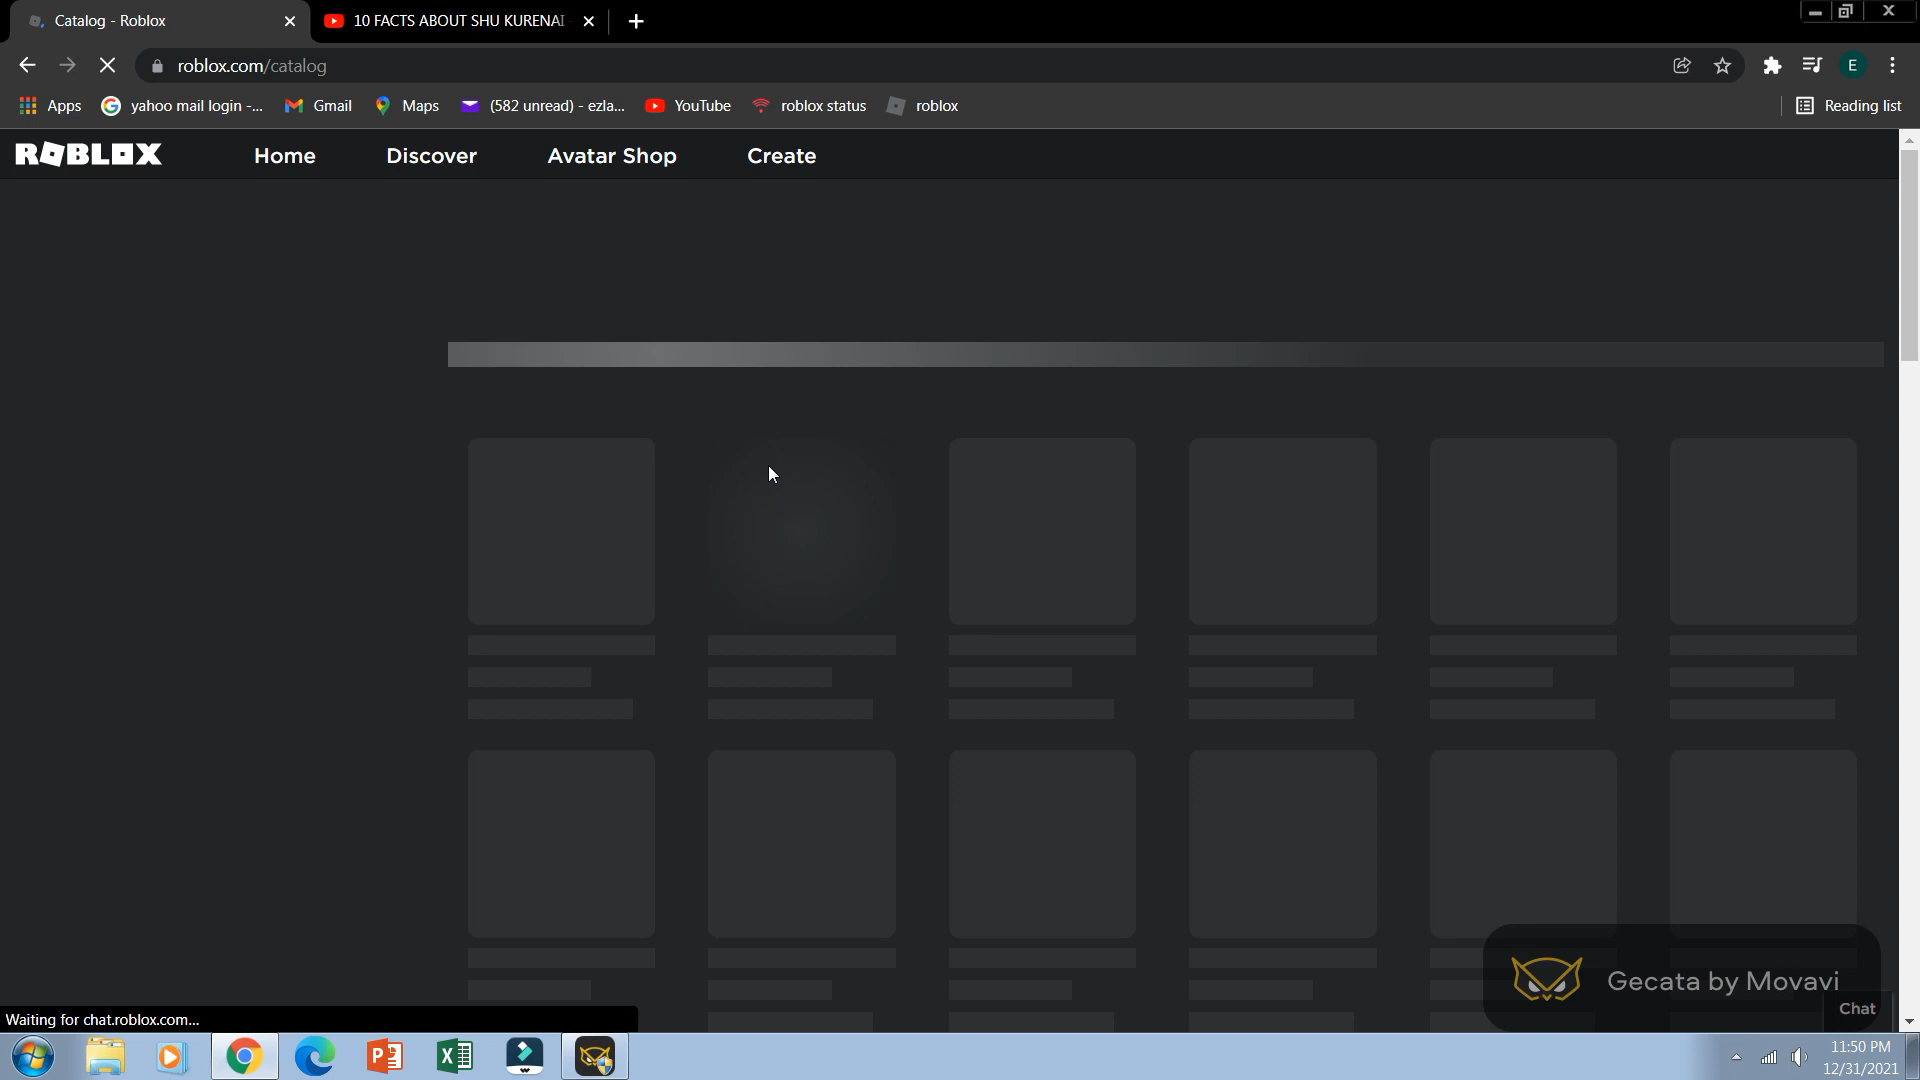 Catalog - Roblox
10 FACTS ABOUT SHU KURENAI
roblox.com/catalog
E
Apps
yahoo mail login -...
Gmail
Maps
(582 unread) - ezla...
YouTube
roblox status
roblox
Reading list
ROBLOX
Home
Discover
Avatar Shop
Create
Gecata by Movavi
Chat
Waiting for chat.roblox.com...
11:50 PM
12/31/2021